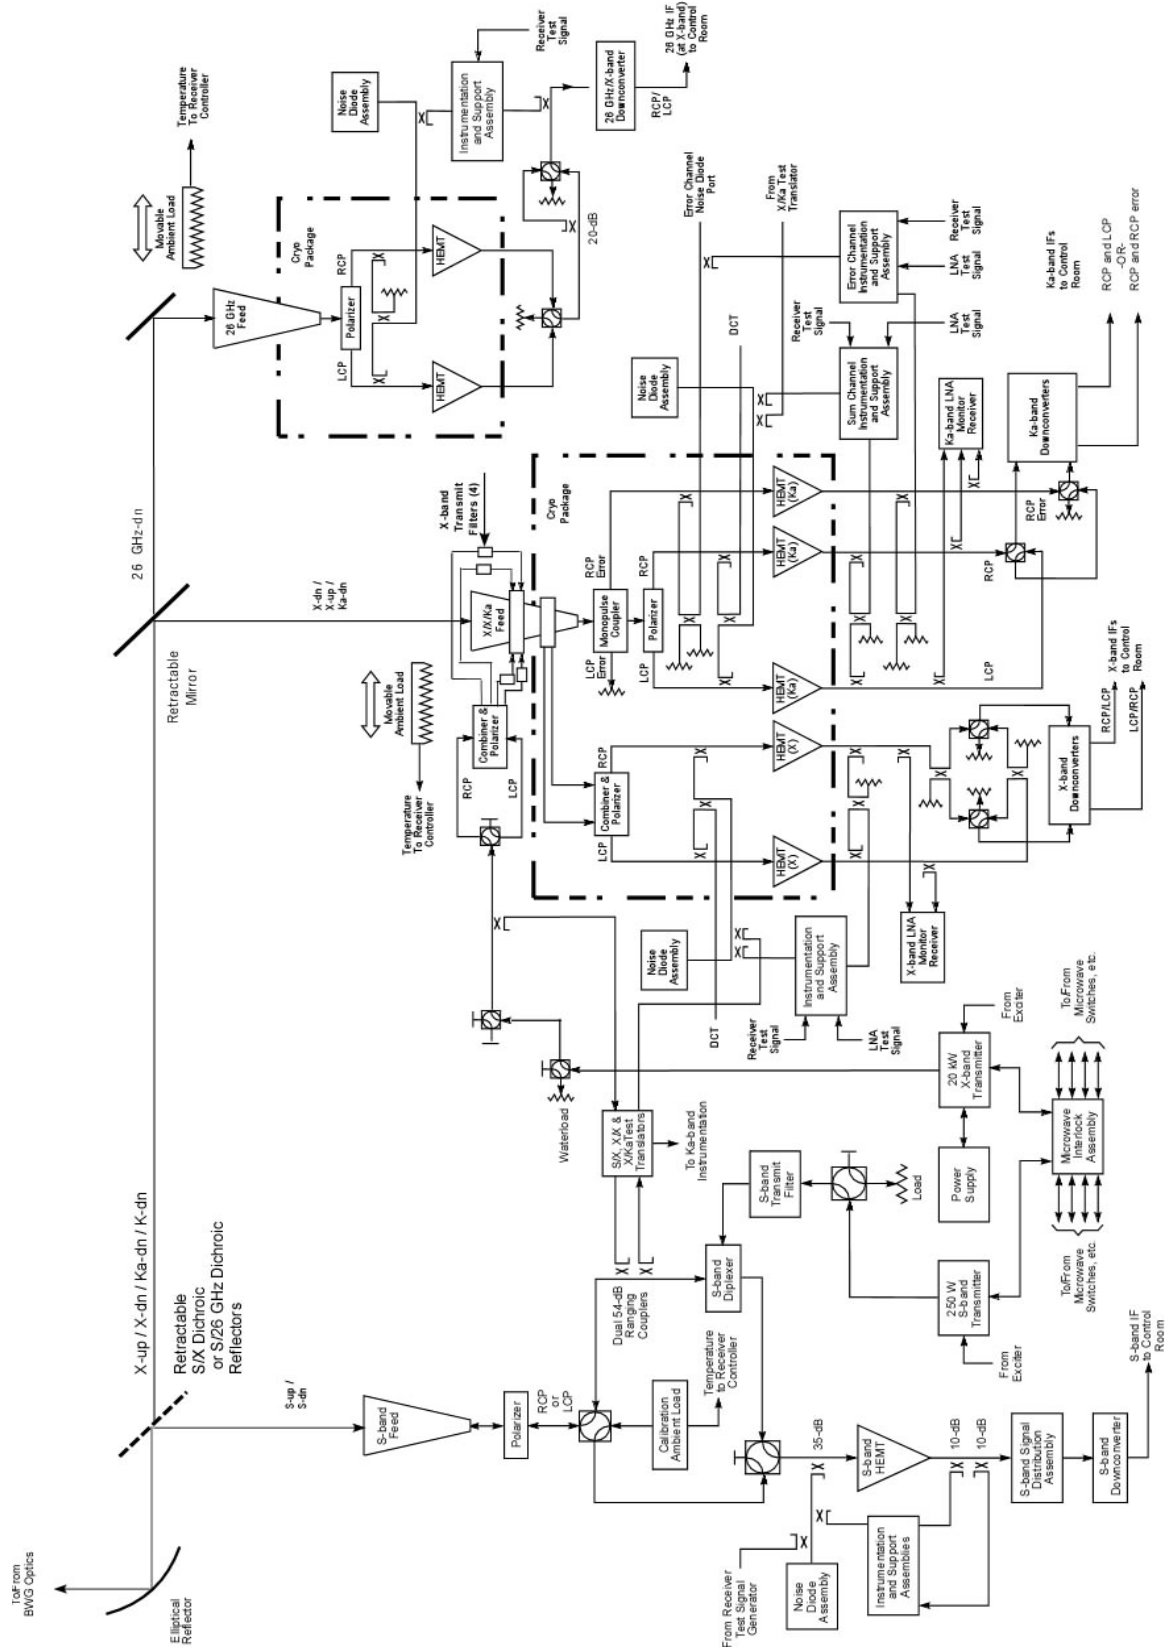 To/From
BWG Optics
Elliptical
Reflector
X-up / X-dn / Ka-dn / K-dn
Retractable
S/X Dichroic
or S/26 GHz Dichroic
Reflectors
S-up /
S-dn
Retractable
Mirror
26 GHz-dn
X-dn /
X-up /
Ka-dn
Movable
Ambient Load
Temperature
To Receiver
Controller
26 GHz
Feed
Cryo
Package
Polarizer
LCP
RCP
HEMT
HEMT
Noise
Diode
Assembly
20-dB
Instrumentation
and Support
Assembly
Receiver
Test
Signal
26 GHz/X-band
Downconverter
RCP/
LCP
26 GHz IF
(at X-band)
to Control
Room
Movable
Ambient Load
Temperature
To Receiver
Controller
X-band
Transmit
Filters (4)
X/X/Ka
Feed
Combiner &
Polarizer
RCP
LCP
Cryo
Package
Combiner &
Polarizer
LCP
RCP
Monopulse
Coupler
LCP
Error
RCP
Error
Polarizer
LCP
RCP
HEMT
(X)
HEMT
(X)
HEMT
(Ka)
HEMT
(Ka)
HEMT
(Ka)
Noise
Diode
Assembly
DCT
Error Channel
Noise Diode
Port
From
X/Ka Test
Translator
Receiver
Test
Signal
LNA
Test
Signal
Sum Channel
Instrumentation
and Support
Assembly
Error Channel
Instrumentation
and Support
Assembly
LNA
Test
Signal
Receiver
Test
Signal
Ka-band LNA
Monitor
Receiver
LCP
RCP
RCP
Error
Ka-band
Downconverters
Ka-band IFs
to Control
Room
RCP and LCP
-OR-
RCP and RCP error
X-band
Downconverters
X-band IFs
to Control
Room
RCP/LCP
LCP/RCP
X-band LNA
Monitor
Receiver
Noise
Diode
Assembly
DCT
Instrumentation
and Support
Assembly
Receiver
Test
Signal
LNA
Test
Signal
Waterload
S/X, X/X &
X/KaTest
Translators
To Ka-band
Instrumentation
From
Exciter
20 kW
X-band
Transmitter
Power
Supply
Microwave
Interlock
Assembly
To/From
Microwave
Switches, etc.
To/From
Microwave
Switches, etc.
250 W
S-band
Transmitter
From
Exciter
Load
S-band
Transmit
Filter
S-band
Diplexer
Dual 54-dB
Ranging
Couplers
S-band
Feed
Polarizer
RCP
or
LCP
Calibration
Ambient Load
Temperature
to Receiver
Controller
35-dB
S-band
HEMT
10-dB
10-dB
From Receiver
Test Signal
Generator
Noise
Diode
Assembly
Instrumentation
and Support
Assemblies
S-band Signal
Distribution
Assembly
S-band
Downconverter
S-band IF
to Control
Room